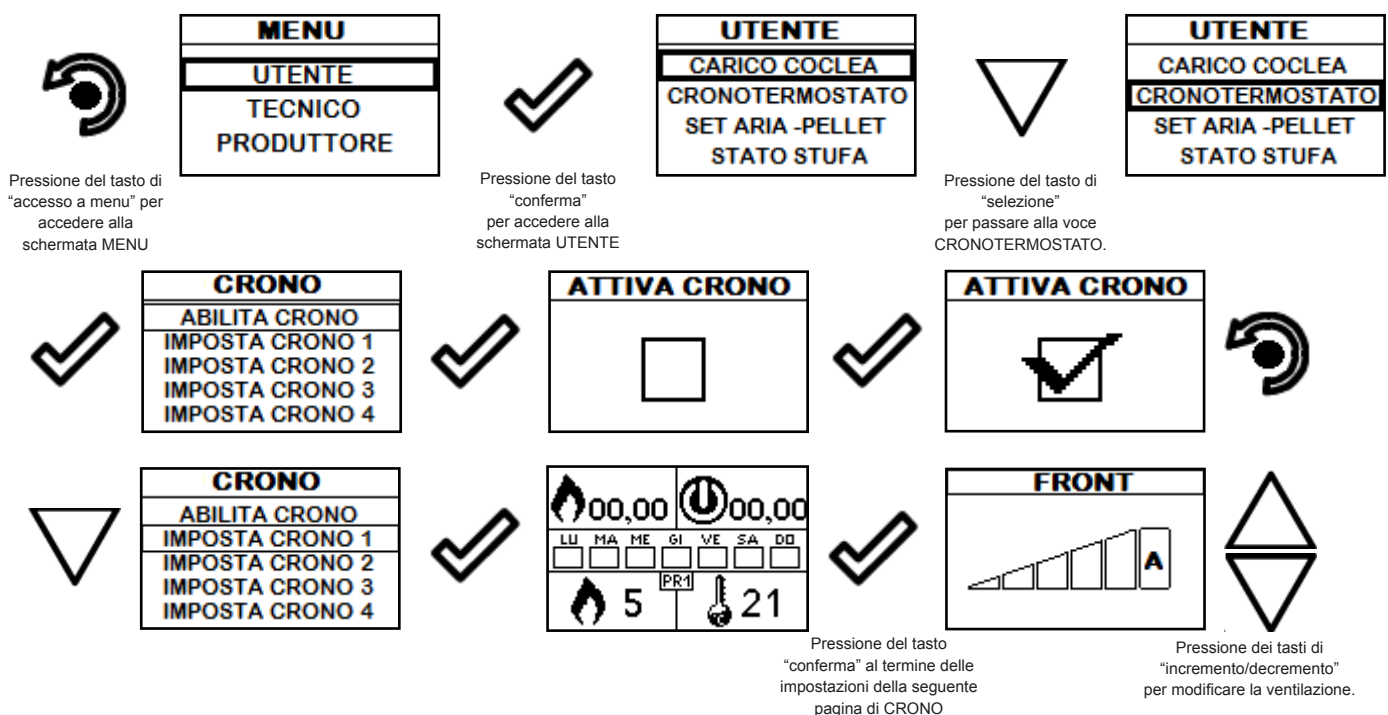 MENU
UTENTE
TECNICO
PRODUTTORE
Pressione del tasto di
“accesso a menu” per
accedere alla
schermata MENU
Pressione del tasto
“conferma”
per accedere alla
schermata UTENTE
UTENTE
CARICO COCLEA
CRONOTERMOSTATO
SET ARIA -PELLET
STATO STUFA
Pressione del tasto di
“selezione”
per passare alla voce
CRONOTERMOSTATO.
UTENTE
CARICO COCLEA
CRONOTERMOSTATO
SET ARIA -PELLET
STATO STUFA
CRONO
ABILITA CRONO
IMPOSTA CRONO 1
IMPOSTA CRONO 2
IMPOSTA CRONO 3
IMPOSTA CRONO 4
ATTIVA CRONO
ATTIVA CRONO
CRONO
ABILITA CRONO
IMPOSTA CRONO 1
IMPOSTA CRONO 2
IMPOSTA CRONO 3
IMPOSTA CRONO 4
00,00 00,00
LU MA ME GI VE SA DO
PR1
5 21
Pressione del tasto
“conferma” al termine delle
impostazioni della seguente
pagina di CRONO
FRONT
A
Pressione dei tasti di
“incremento/decremento”
per modificare la ventilazione.